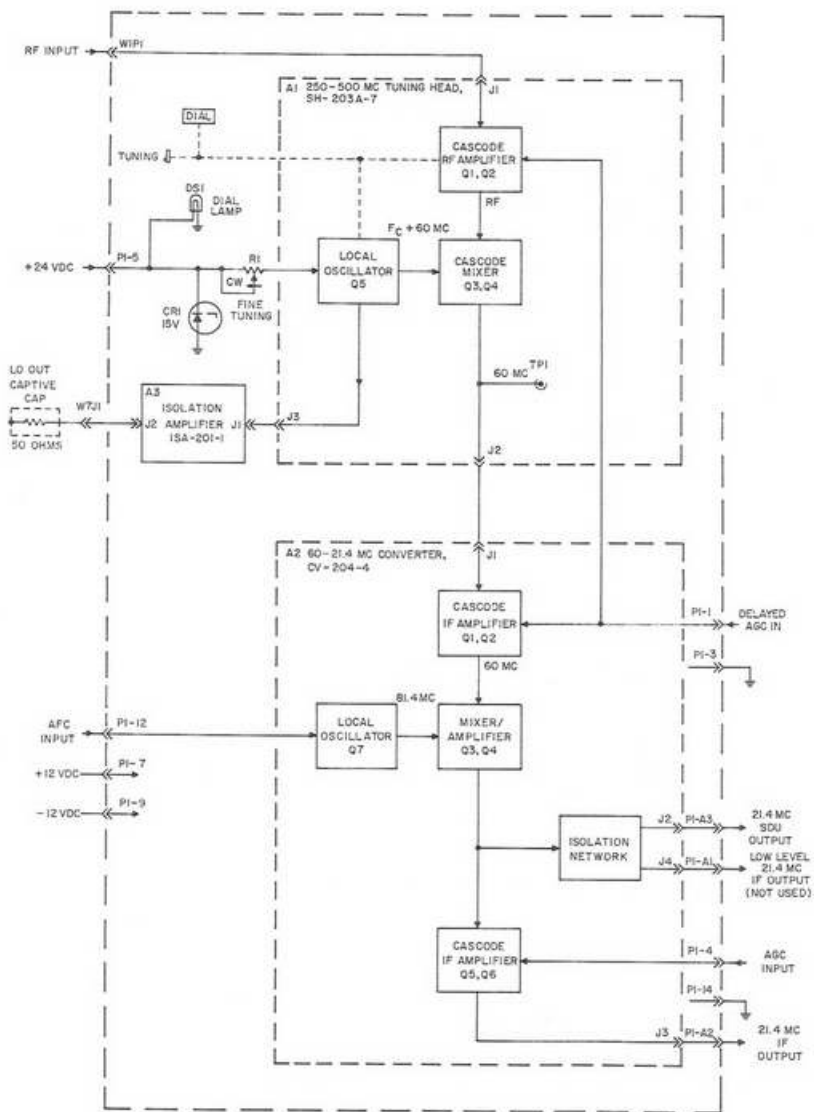 RF INPUT
W1P1
J1
A1 250-500 MC TUNING HEAD,
SH-203A-7
DIAL
TUNING
CASCODE
RF AMPLIFIER
Q1, Q2
RF
DS1
DIAL
LAMP
FC +60 MC
+24 VDC
P1-5
R1
CW
FINE
TUNING
LOCAL
OSCILLATOR
Q5
CASCODE
MIXER
Q3, Q4
CR1
15V
60 MC
TP1
LO OUT
CAPTIVE
CAP
50 OHMS
W7J1
A3
J2
ISOLATION
AMPLIFIER
ISA-201-1
J1
J3
J2
J1
A2 60-21.4 MC CONVERTER,
CV-204-4
CASCODE
IF AMPLIFIER
Q1, Q2
P1-1
DELAYED
AGC IN
P1-3
60 MC
81.4MC
AFC
INPUT
P1-12
LOCAL
OSCILLATOR
Q7
MIXER/
AMPLIFIER
Q3, Q4
+12 VDC
P1-7
-12 VDC
P1-9
ISOLATION
NETWORK
J2
P1-A3
21.4 MC
SDU
OUTPUT
J4
P1-A1
LOW LEVEL
21.4 MC
IF OUTPUT
(NOT USED)
CASCODE
IF AMPLIFIER
Q5, Q6
P1-4
AGC
INPUT
P1-14
J3
P1-A2
21.4 MC
IF
OUTPUT